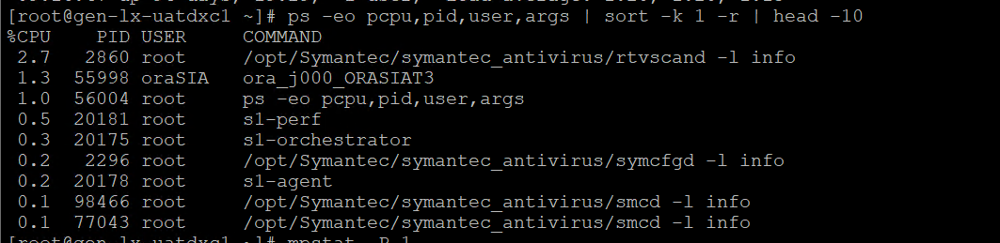 [root@gen-lx-uatdxc1 ~]# ps -eo pcpu,pid,user,args | sort -k 1 -r | head -10
%CPU    PID USER     COMMAND
 2.7   2860 root     /opt/Symantec/symantec_antivirus/rtvscand -l info
 1.3  55998 oraSIA   ora_j000_ORASIAT3
 1.0  56004 root     ps -eo pcpu,pid,user,args
 0.5  20181 root     s1-perf
 0.3  20175 root     s1-orchestrator
 0.2   2296 root     /opt/Symantec/symantec_antivirus/symcfgd -l info
 0.2  20178 root     s1-agent
 0.1  98466 root     /opt/Symantec/symantec_antivirus/smcd -l info
 0.1  77043 root     /opt/Symantec/symantec_antivirus/smcd -l info
[root@gen-lx-uatdxc1 ~]# mpstat -P 1